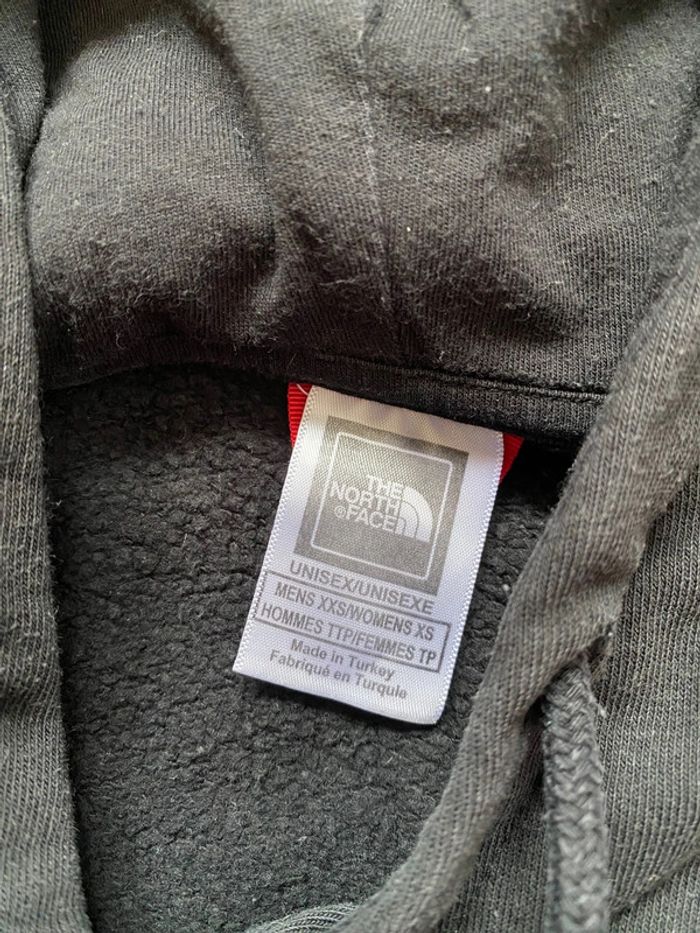 THE
NORTH
®FACE
UNISEX/UNISEXE
MENS XXS/WOMENS XS
HOMMES TTP/FEMMES TP
Made in Turkey
Fabriqué en Turquie